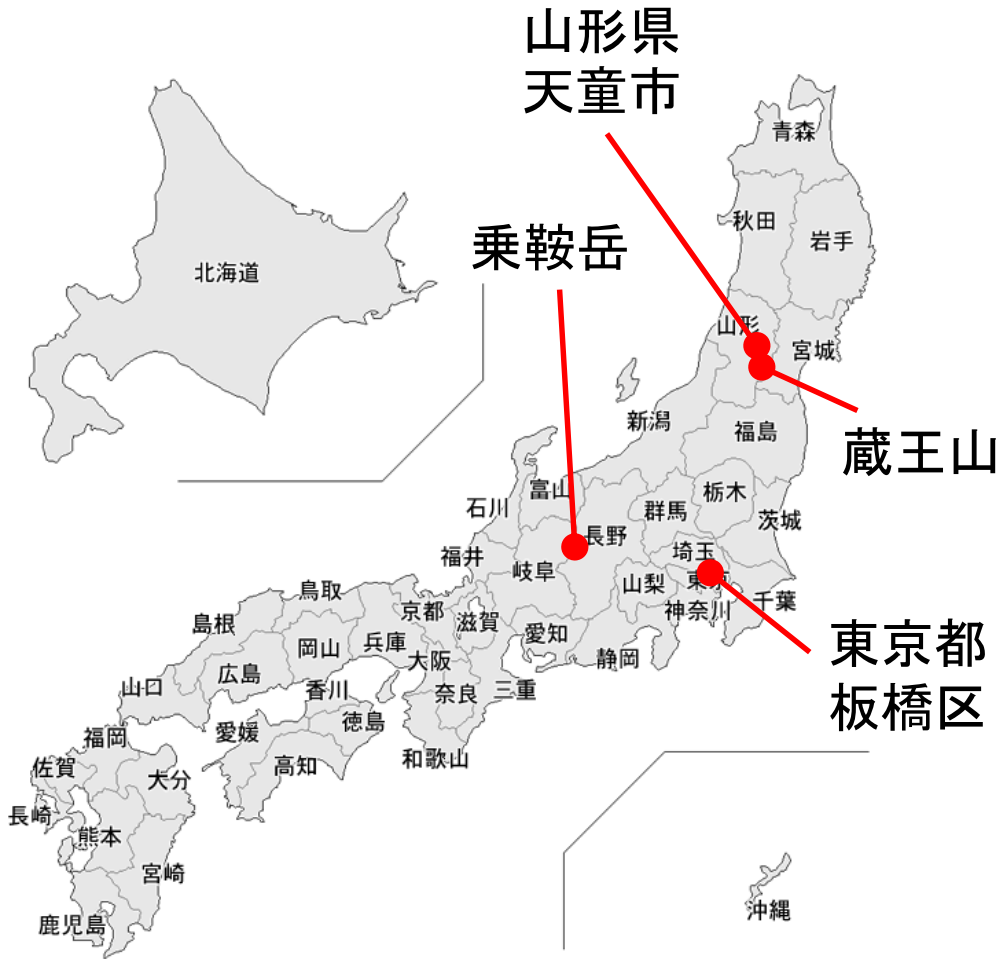 山形県
天童市
青森
秋田
岩手
乗鞍岳
北海道
山形
宮城
新潟
福島
蔵王山
富山
栃木
石川
群馬
茨城
長野
福井
埼玉
岐阜
山梨
東京
千葉
神奈川
鳥取
京都
滋賀
島根
愛知
東京都
板橋区
岡山
兵庫
大阪
静岡
広島
山口
香川
奈良
三重
徳島
愛媛
福岡
和歌山
佐賀
高知
大分
長崎
熊本
宮崎
沖縄
鹿児島